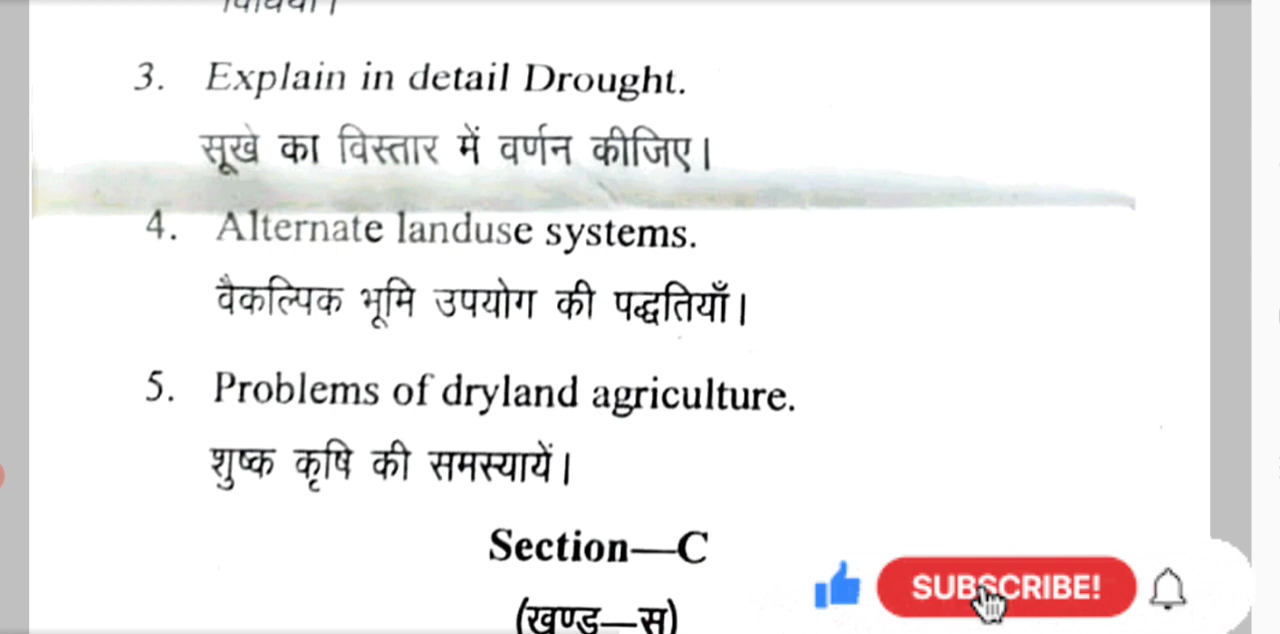 3. Explain in detail Drought.
सूखे का विस्तार में वर्णन कीजिए।
4. Alternate landuse systems.
वैकल्पिक भूमि उपयोग की पद्धतियाँ।
5. Problems of dryland agriculture.
शुष्क कृषि की समस्यायें।
Section—C
(खण्ड—स)
SUBSCRIBE!